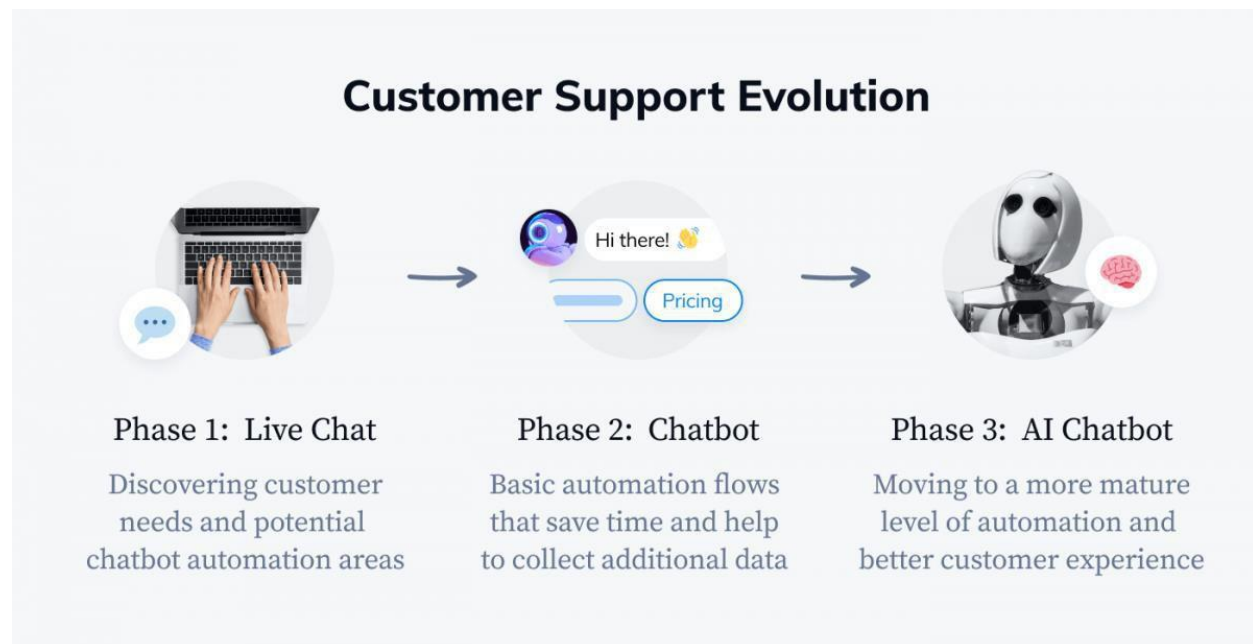 Customer Support Evolution
Hi there! 👋
Pricing
Phase 1: Live Chat
Discovering customer
needs and potential
chatbot automation areas
Phase 2: Chatbot
Basic automation flows
that save time and help
to collect additional data
Phase 3: AI Chatbot
Moving to a more mature
level of automation and
better customer experience